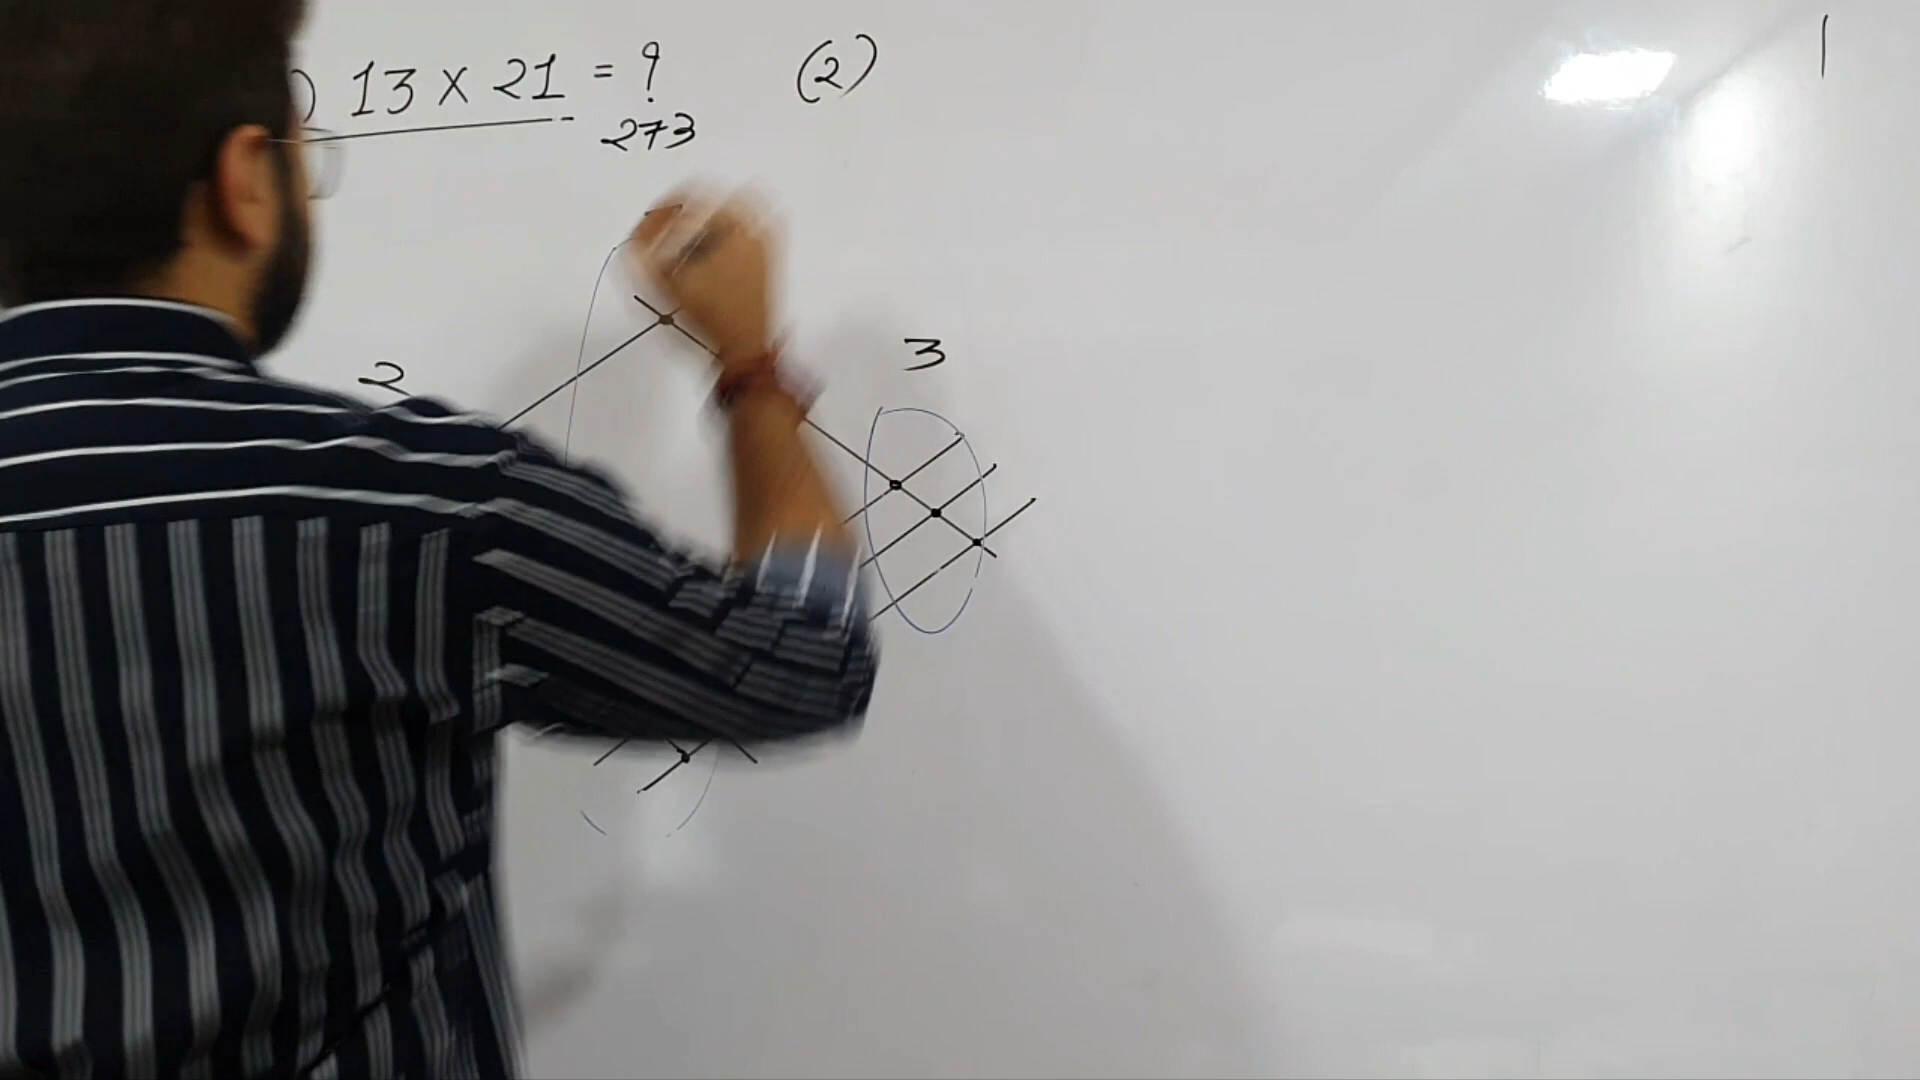 ) 13 × 21 = ? (2)
273
2 3